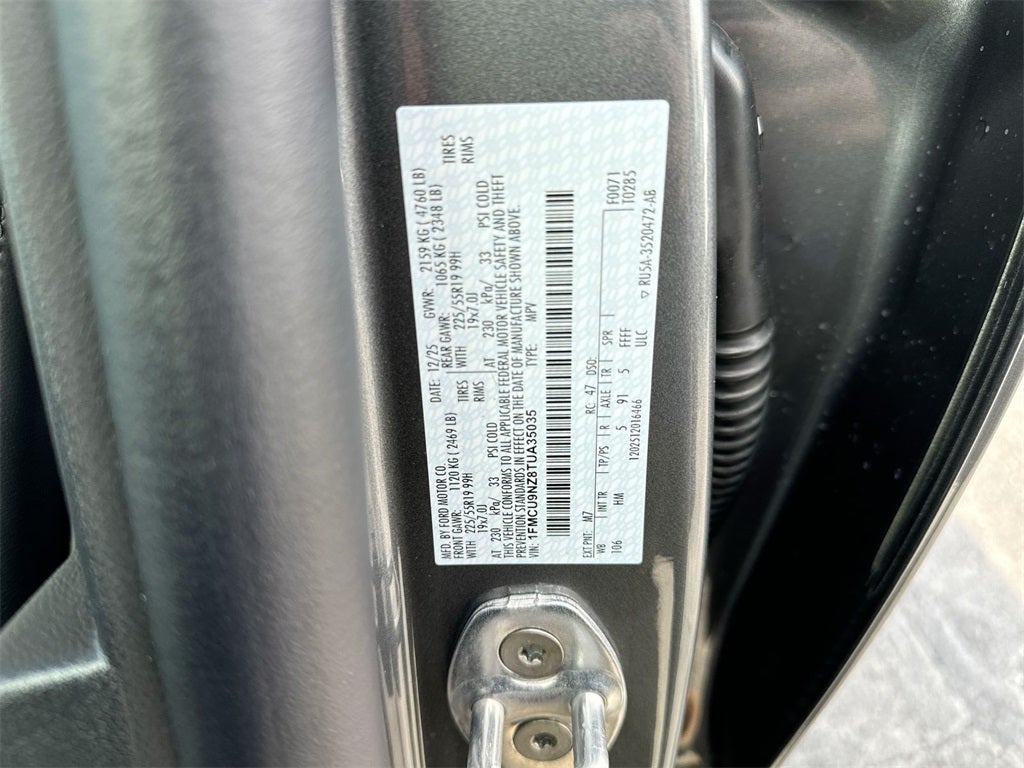 MFD. BY FORD MOTOR CO. DATE: 12/25 GVWR: 2159 KG ( 4760 LB)
FRONT GAWR: 1120 KG ( 2469 LB) REAR GAWR: 1065 KG ( 2348 LB)
WITH 225/55R19 99H TIRES WITH 225/55R19 99H TIRES
19x7.0J RIMS 19x7.0J RIMS
AT 230 kPa/ 33 PSI COLD AT 230 kPa/ 33 PSI COLD
THIS VEHICLE CONFORMS TO ALL APPLICABLE FEDERAL MOTOR VEHICLE SAFETY AND THEFT
PREVENTION STANDARDS IN EFFECT ON THE DATE OF MANUFACTURE SHOWN ABOVE.
VIN: 1FMCU9NZ8TUA35035 TYPE: MPV
EXT PNT: M7 RC: 47 DSO: F0071
WB INT TR TP/PS R AXLE TR SPR T0285
106 HM 5 91 5 FFFF
1202512016466 ULC ▽ RU5A-3520472-AB